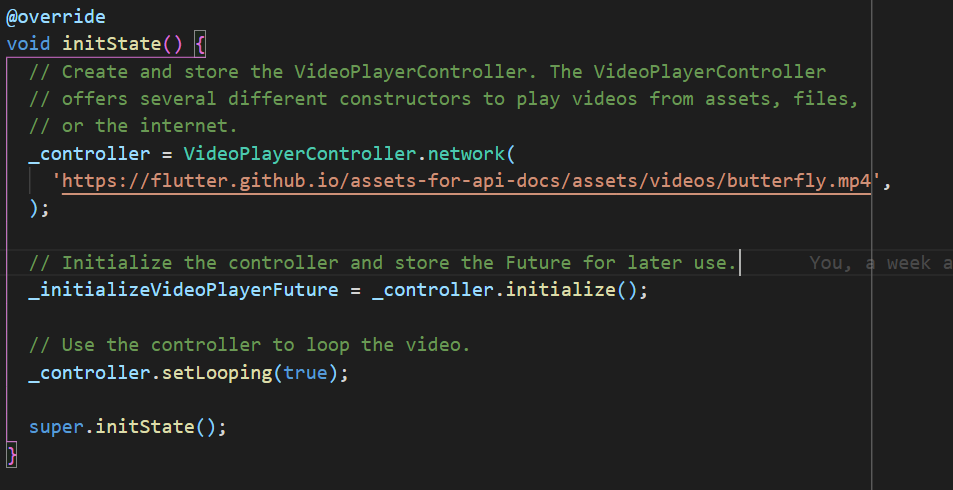 @override
void initState() {
// Create and store the VideoPlayerController. The VideoPlayerController
// offers several different constructors to play videos from assets, files,
// or the internet.
_controller = VideoPlayerController.network(
'https://flutter.github.io/assets-for-api-docs/assets/videos/butterfly.mp4',
);
// Initialize the controller and store the Future for later use. You, a week a
_initializeVideoPlayerFuture = _controller.initialize();
// Use the controller to loop the video.
_controller.setLooping(true);
super.initState();
}